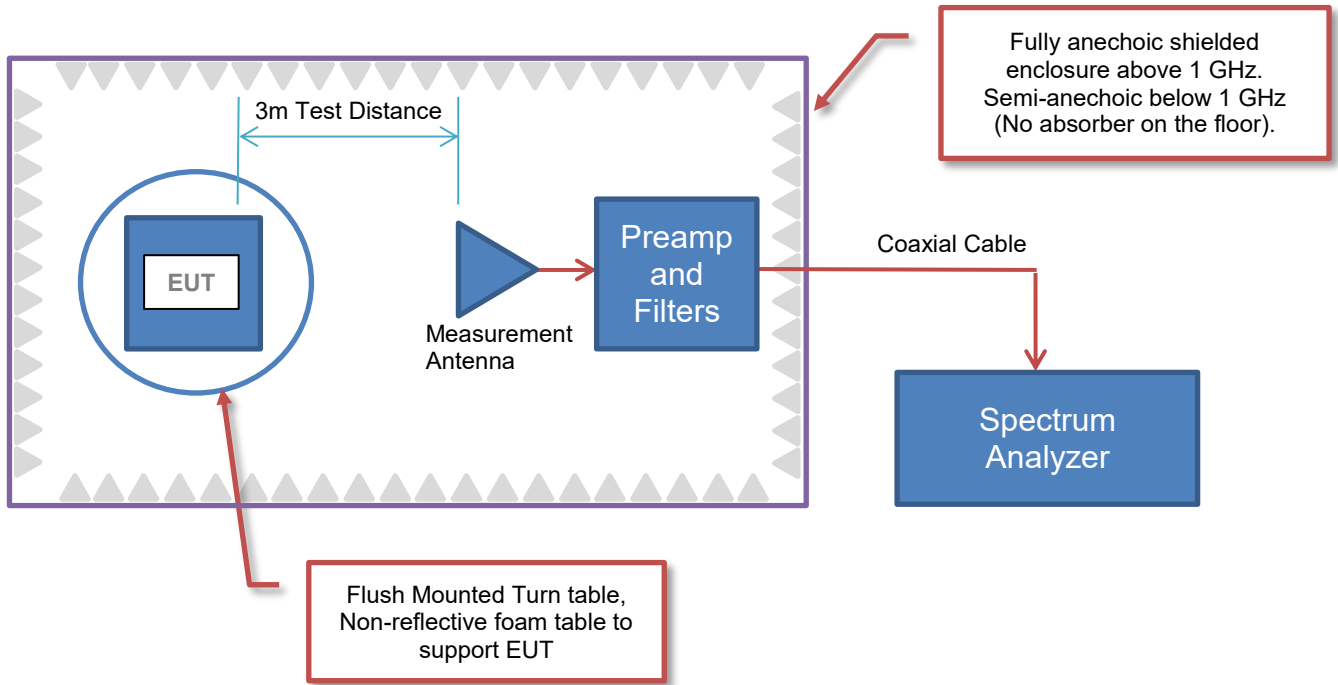 Fully anechoic shielded
enclosure above 1 GHz.
Semi-anechoic below 1 GHz
(No absorber on the floor).
3m Test Distance
EUT
Measurement
Antenna
Preamp
and
Filters
Coaxial Cable
Spectrum
Analyzer
Flush Mounted Turn table,
Non-reflective foam table to
support EUT